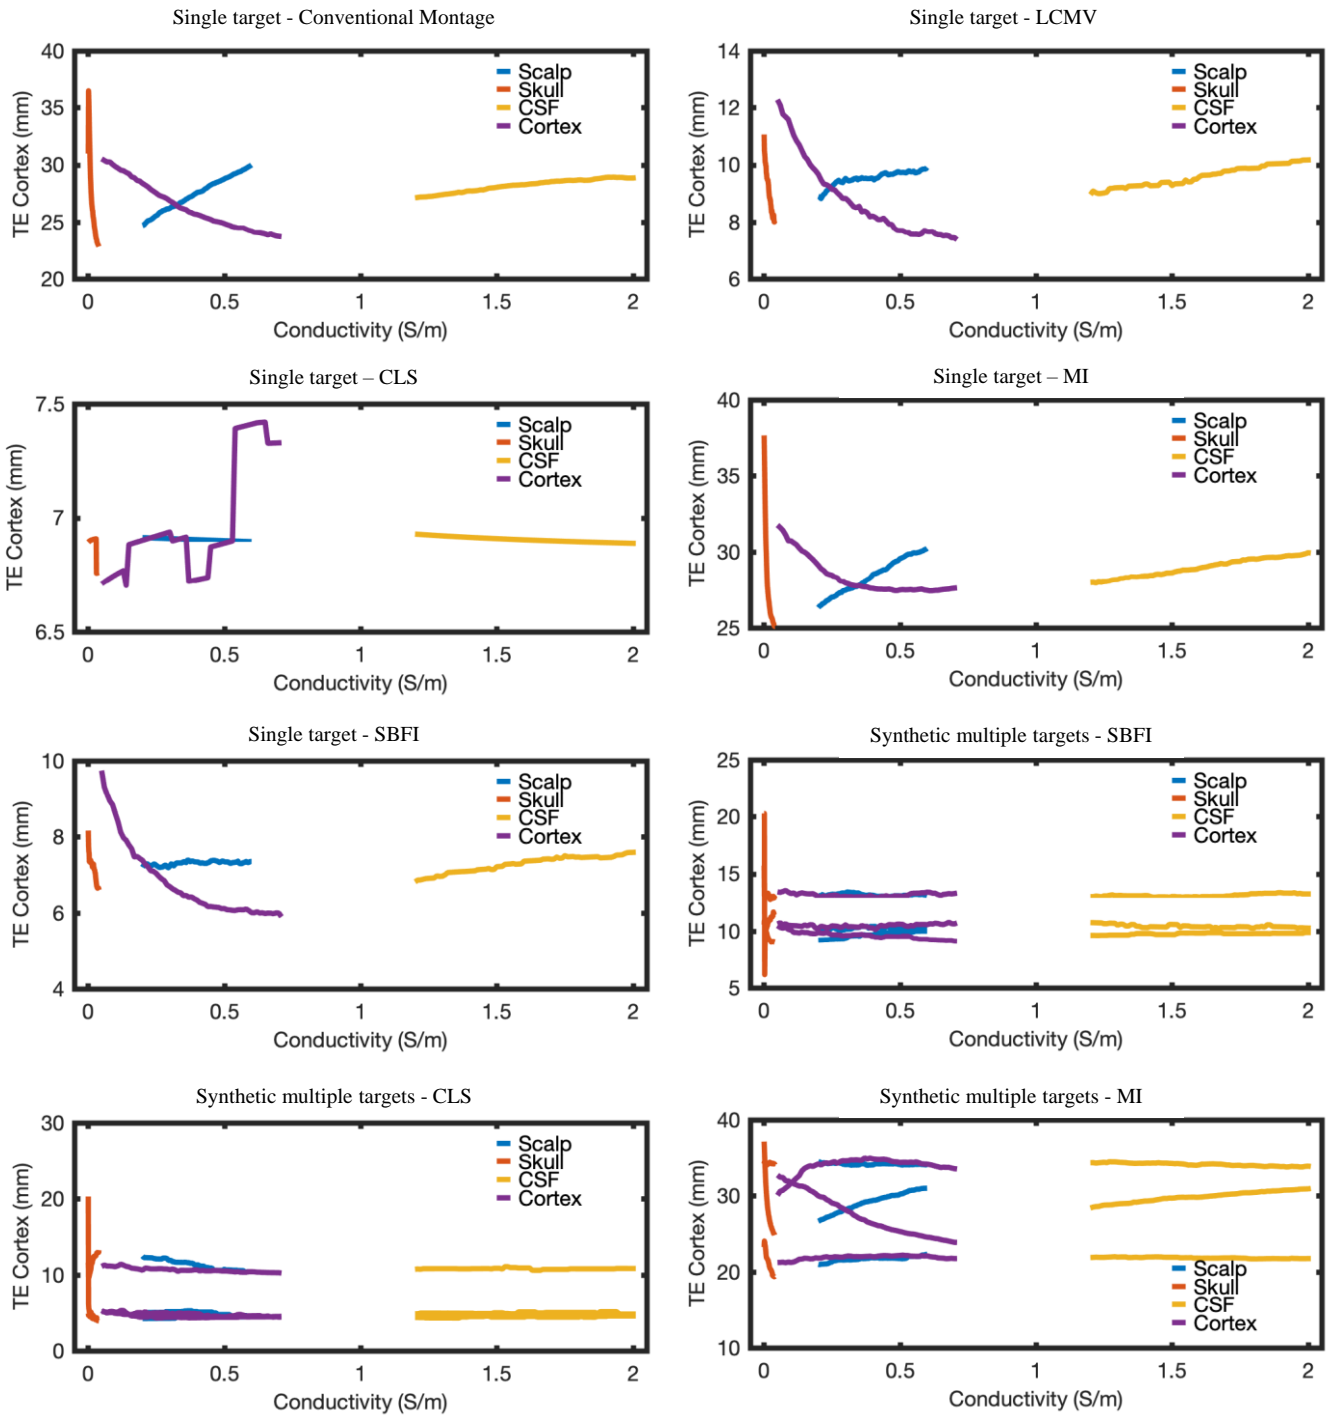 Single target - Conventional Montage
40
35
30
25
20
TE Cortex (mm)
Scalp
Skull
CSF
Cortex
0 0.5 1 1.5 2
Conductivity (S/m)
Single target - LCMV
14
12
10
8
6
TE Cortex (mm)
Scalp
Skull
CSF
Cortex
0 0.5 1 1.5 2
Conductivity (S/m)
Single target – CLS
7.5
7
6.5
TE Cortex (mm)
Scalp
Skull
CSF
Cortex
0 0.5 1 1.5 2
Conductivity (S/m)
Single target – MI
40
35
30
25
TE Cortex (mm)
Scalp
Skull
CSF
Cortex
0 0.5 1 1.5 2
Conductivity (S/m)
Single target - SBFI
10
8
6
4
TE Cortex (mm)
Scalp
Skull
CSF
Cortex
0 0.5 1 1.5 2
Conductivity (S/m)
Synthetic multiple targets - SBFI
25
20
15
10
5
TE Cortex (mm)
Scalp
Skull
CSF
Cortex
0 0.5 1 1.5 2
Conductivity (S/m)
Synthetic multiple targets - CLS
30
20
10
0
TE Cortex (mm)
Scalp
Skull
CSF
Cortex
0 0.5 1 1.5 2
Conductivity (S/m)
Synthetic multiple targets - MI
40
30
20
10
TE Cortex (mm)
Scalp
Skull
CSF
Cortex
0 0.5 1 1.5 2
Conductivity (S/m)